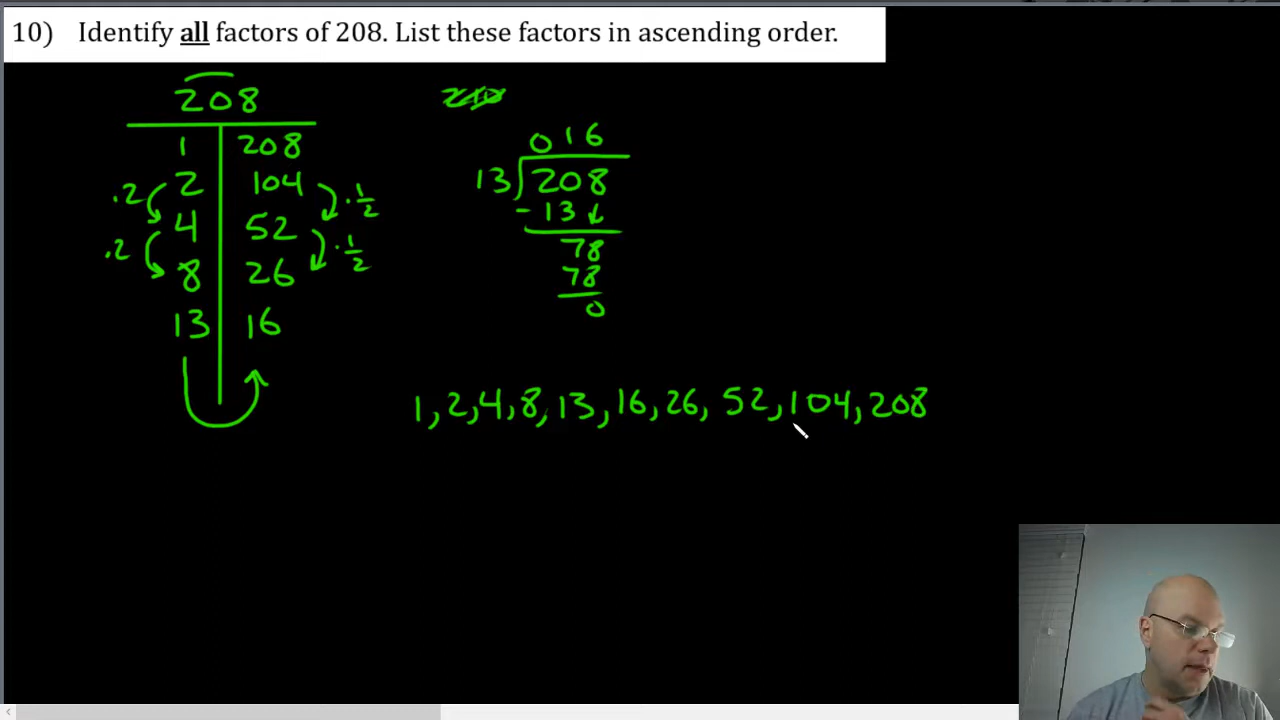 10) Identify all factors of 208. List these factors in ascending order.
208
1 208
.2 2 104 · 1/2
4 52
.2 8 26 · 1/2
13 16
016
13 208
- 13
78
78
0
1, 2, 4, 8, 13, 16, 26, 52, 104, 208